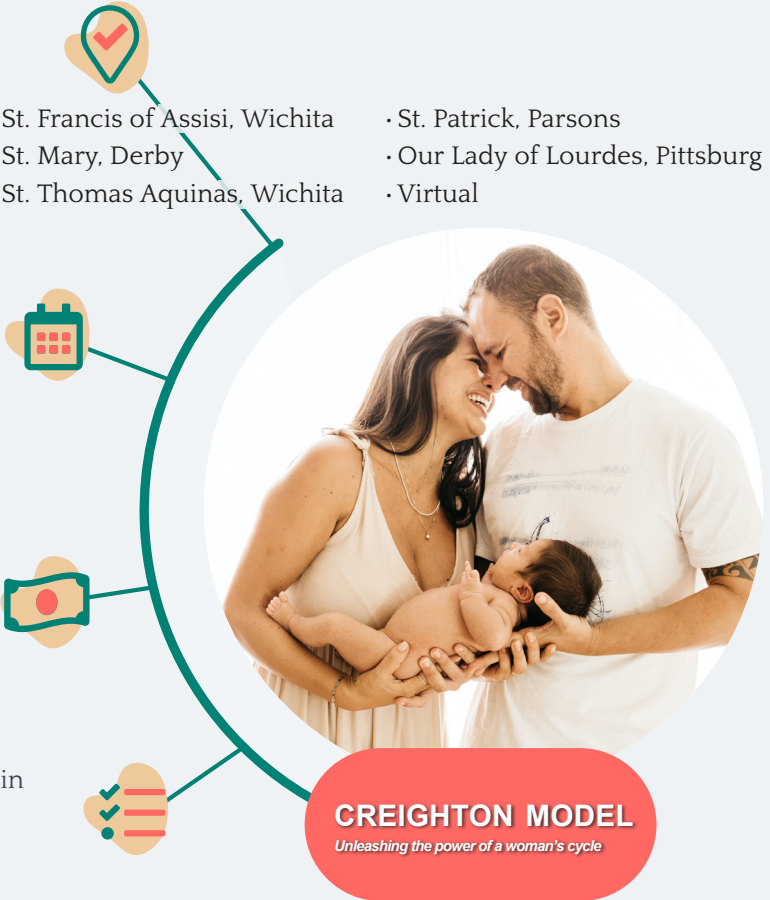 St. Francis of Assisi, Wichita
St. Mary, Derby
St. Thomas Aquinas, Wichita
· St. Patrick, Parsons
· Our Lady of Lourdes, Pittsburg
· Virtual
in
CREIGHTON MODEL
Unleashing the power of a woman's cycle